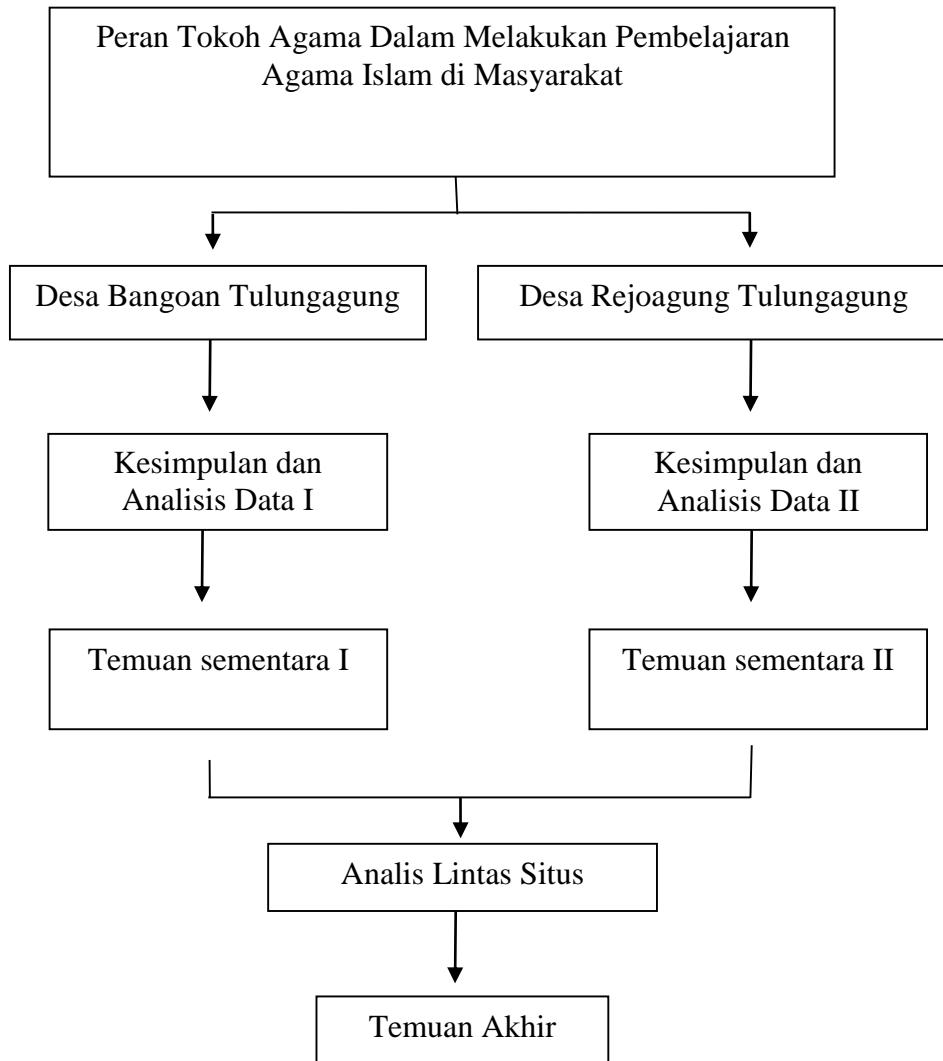 Peran Tokoh Agama Dalam Melakukan Pembelajaran
Agama Islam di Masyarakat
Desa Bangoan Tulungagung
Desa Rejoagung Tulungagung
Kesimpulan dan
Analisis Data I
Kesimpulan dan
Analisis Data II
Temuan sementara I
Temuan sementara II
Analis Lintas Situs
Temuan Akhir